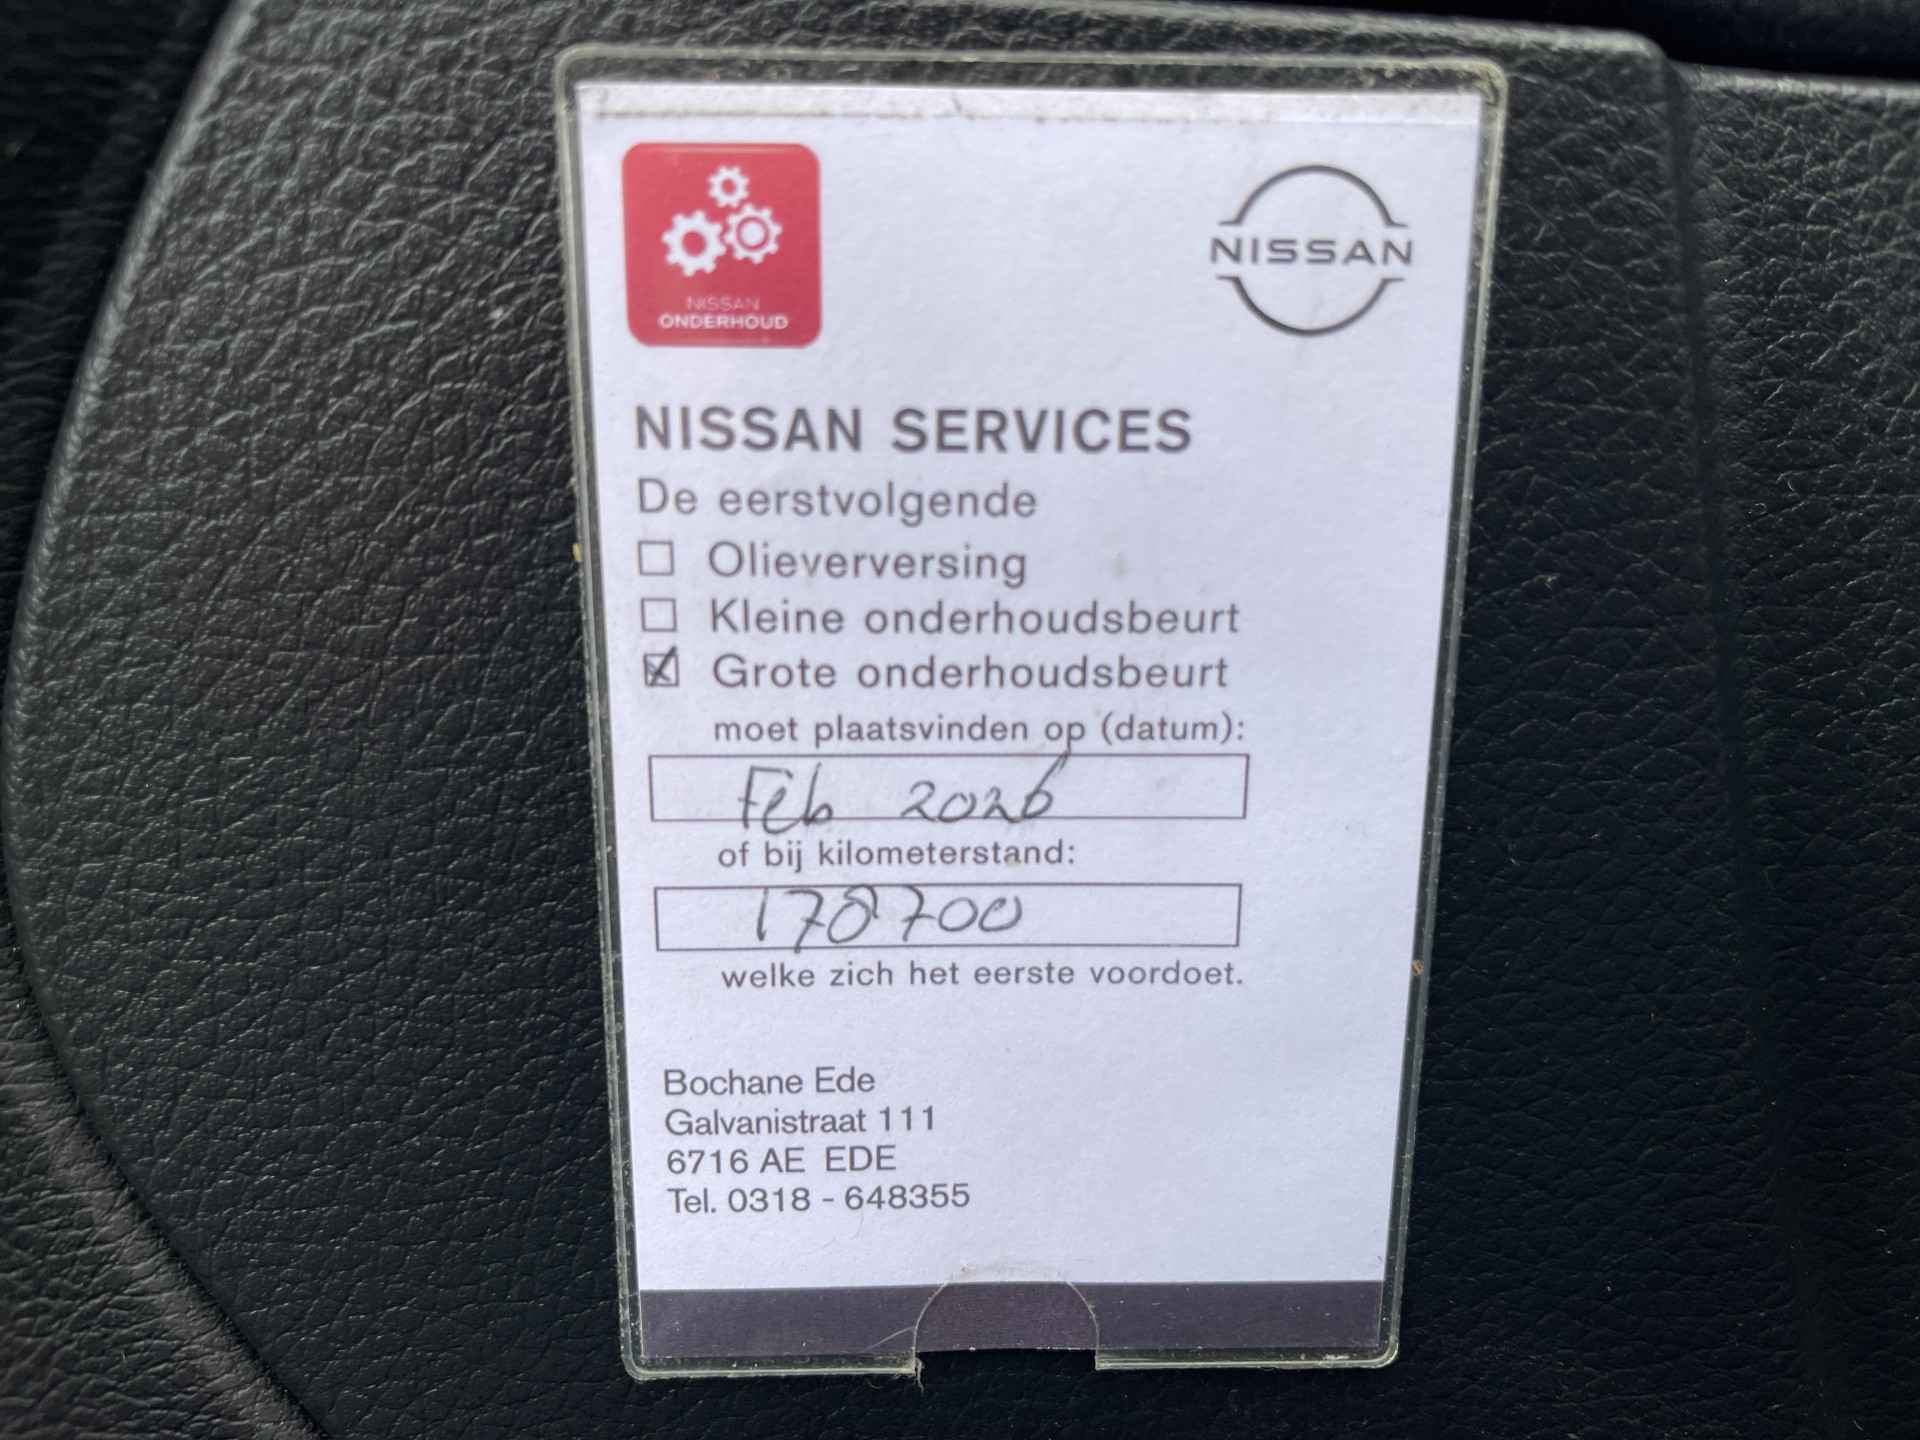 NISSAN
ONDERHOUD
NISSAN
NISSAN SERVICES
De eerstvolgende
Olieverversing
Kleine onderhoudsbeurt
Grote onderhoudsbeurt
moet plaatsvinden op (datum):
Feb 2026
of bij kilometerstand:
178700
welke zich het eerste voordoet.
Bochane Ede
Galvanistraat 111
6716 AE EDE
Tel. 0318 - 648355